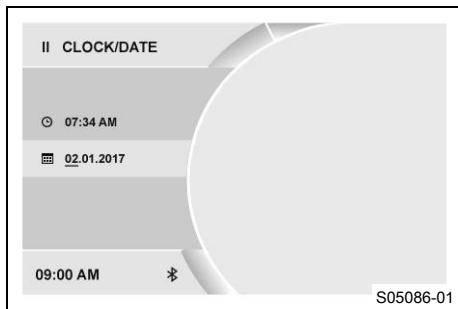 II CLOCK/DATE
07:34 AM
02.01.2017
09:00 AM
S05086-01